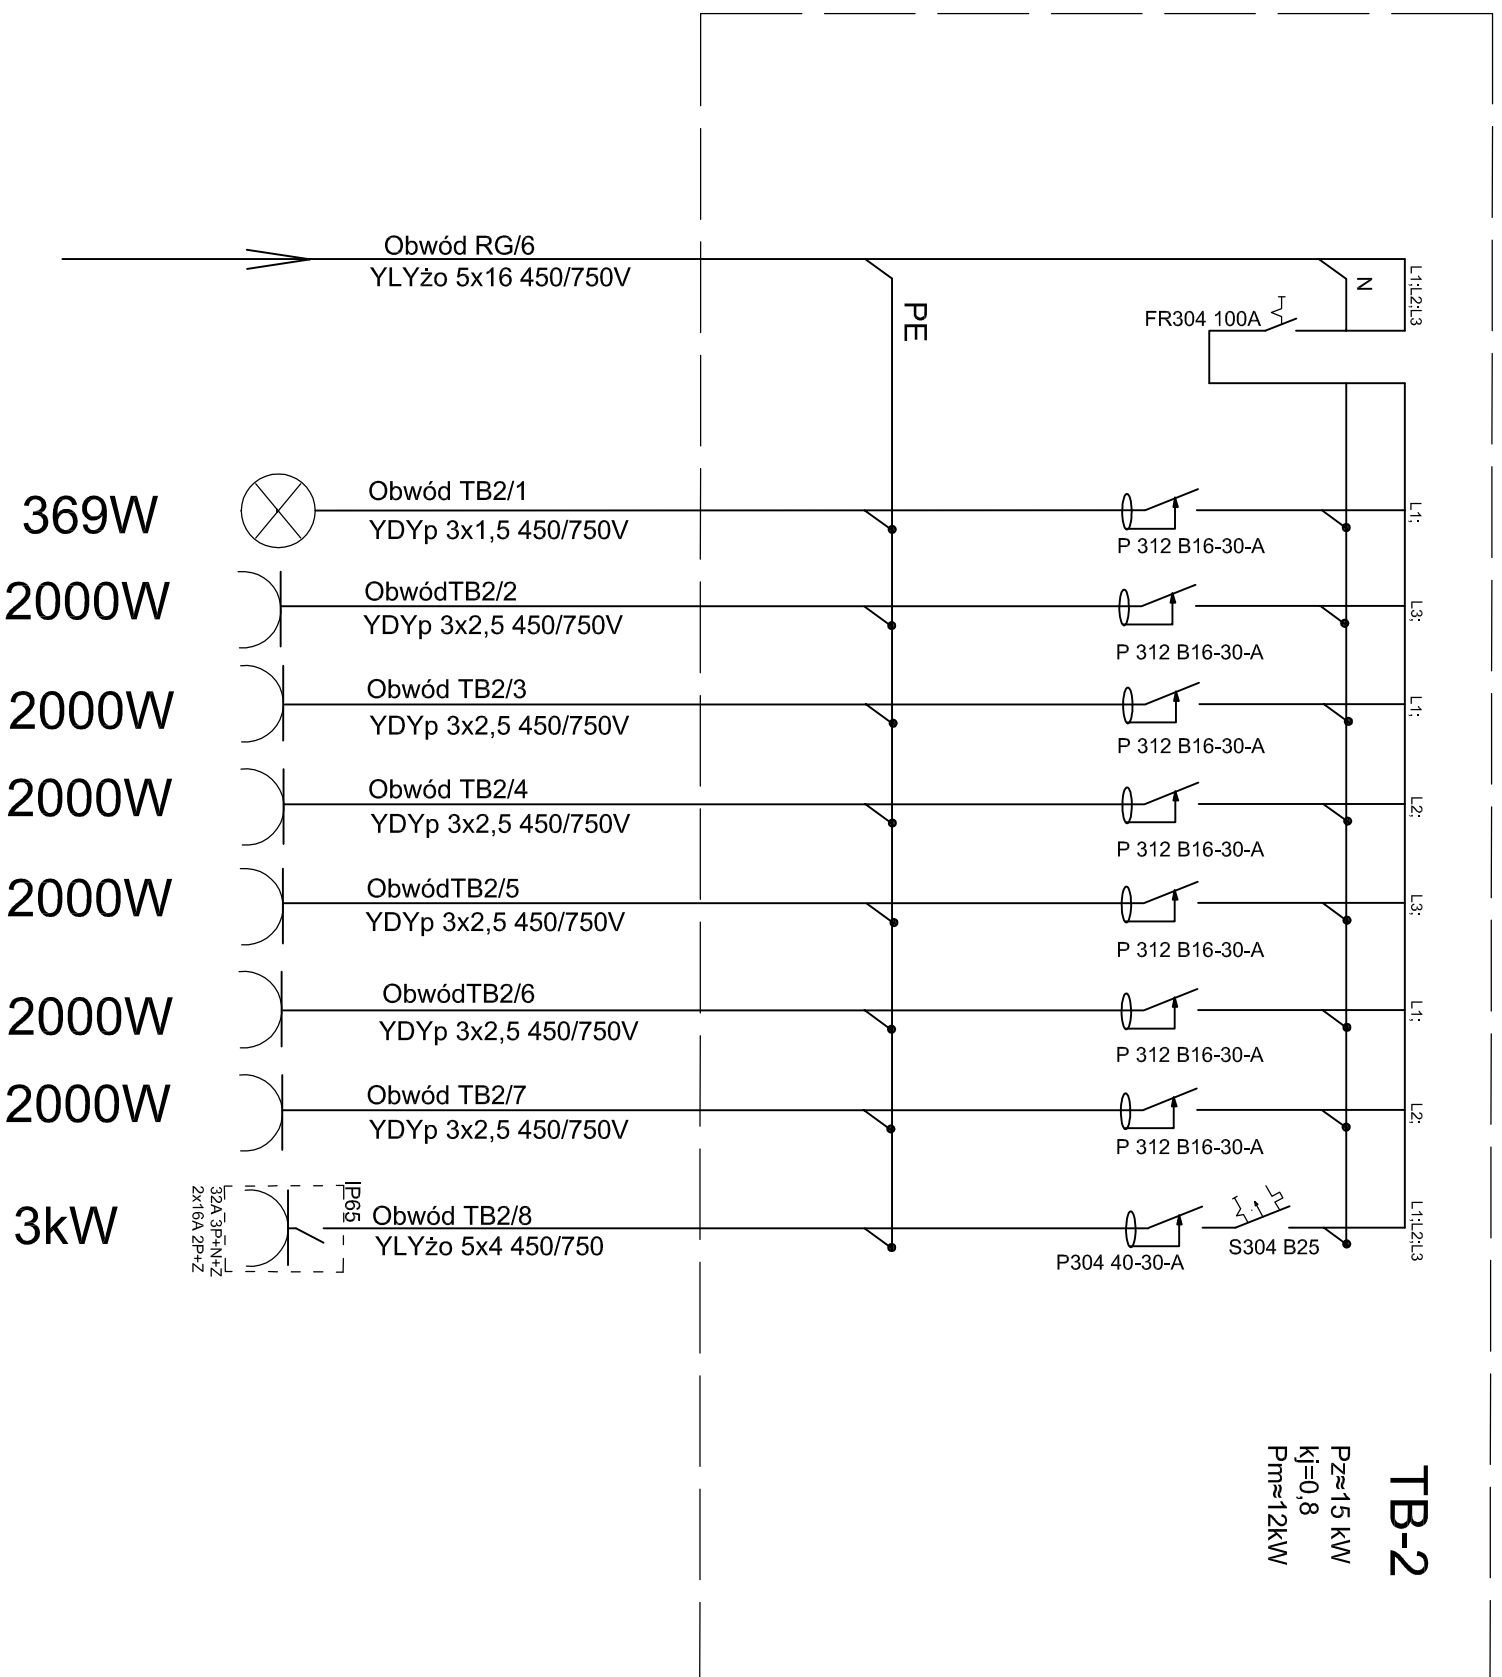 Obwód RG/6
YLYżo 5x16 450/750V
PE
N
L1;L2;L3
FR304 100A
369W
Obwód TB2/1
YDYp 3x1,5 450/750V
P 312 B16-30-A
L1;
2000W
ObwódTB2/2
YDYp 3x2,5 450/750V
P 312 B16-30-A
L3;
2000W
Obwód TB2/3
YDYp 3x2,5 450/750V
P 312 B16-30-A
L1;
2000W
Obwód TB2/4
YDYp 3x2,5 450/750V
P 312 B16-30-A
L2;
2000W
ObwódTB2/5
YDYp 3x2,5 450/750V
P 312 B16-30-A
L3;
2000W
ObwódTB2/6
YDYp 3x2,5 450/750V
P 312 B16-30-A
L1;
2000W
Obwód TB2/7
YDYp 3x2,5 450/750V
P 312 B16-30-A
L2;
3kW
32A 3P+N+Z
2x16A 2P+Z
IP65
Obwód TB2/8
YLYżo 5x4 450/750
P304 40-30-A
S304 B25
L1;L2;L3
TB-2
Pz≈15 kW
kj=0,8
Pm≈12kW